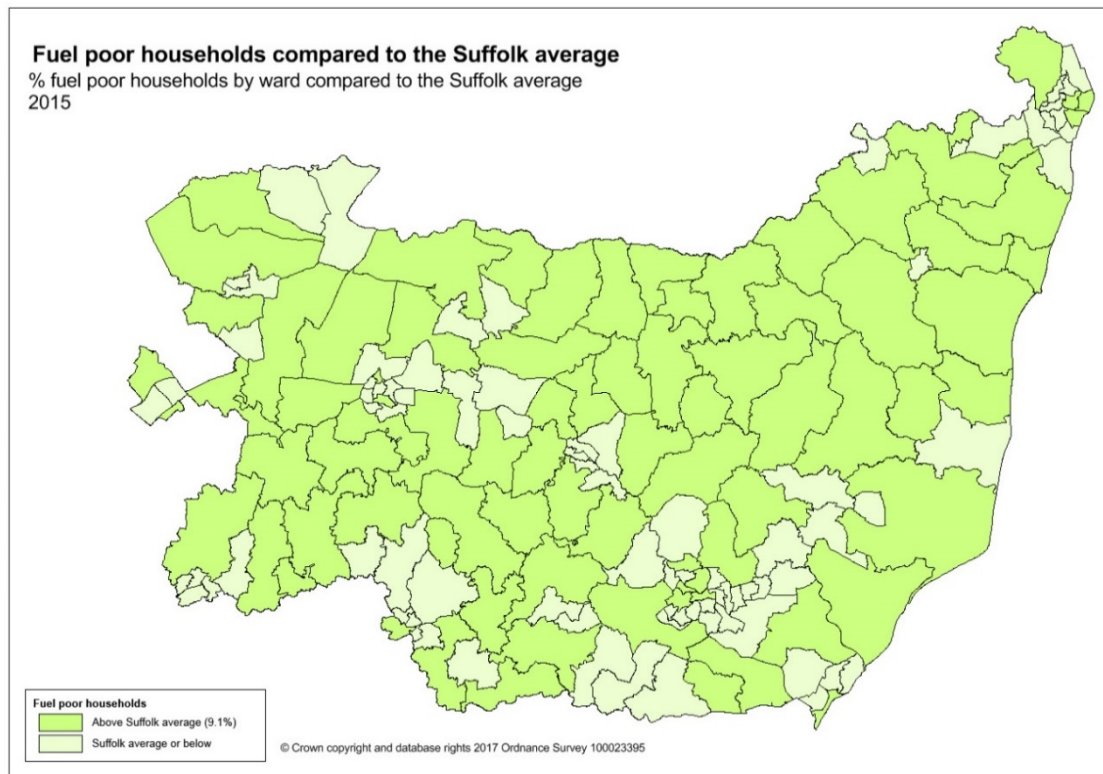 Fuel poor households compared to the Suffolk average
% fuel poor households by ward compared to the Suffolk average
2015
Fuel poor households
Above Suffolk average (9.1%)
Suffolk average or below
© Crown copyright and database rights 2017 Ordnance Survey 100023395